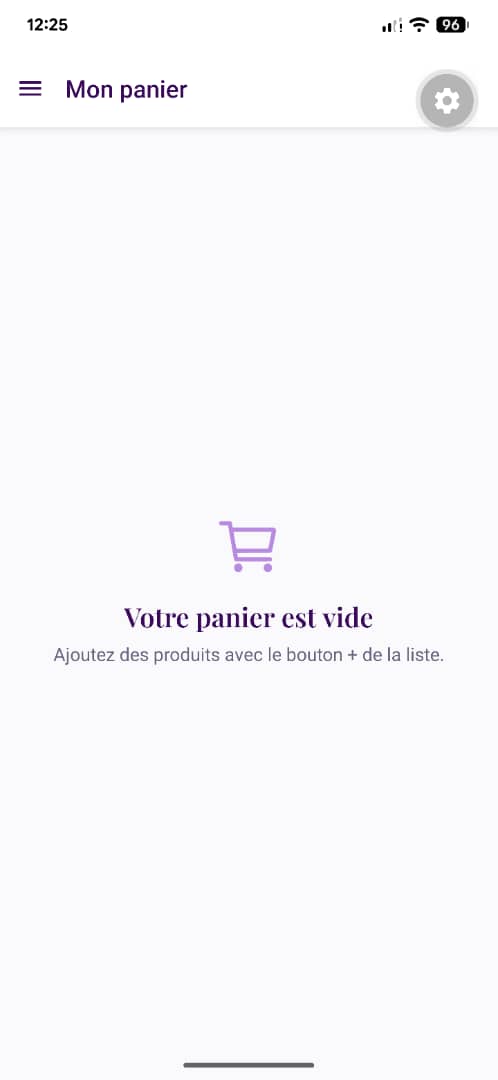 12:25
96
Mon panier
Votre panier est vide
Ajoutez des produits avec le bouton + de la liste.